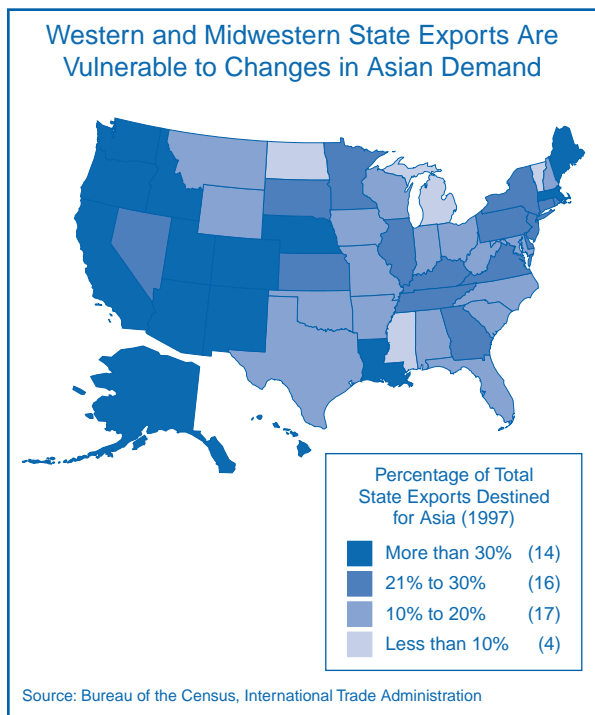 Western and Midwestern State Exports Are
Vulnerable to Changes in Asian Demand
Percentage of Total
State Exports Destined
for Asia (1997)
More than 30% (14)
21% to 30% (16)
10% to 20% (17)
Less than 10% (4)
Source: Bureau of the Census, International Trade Administration